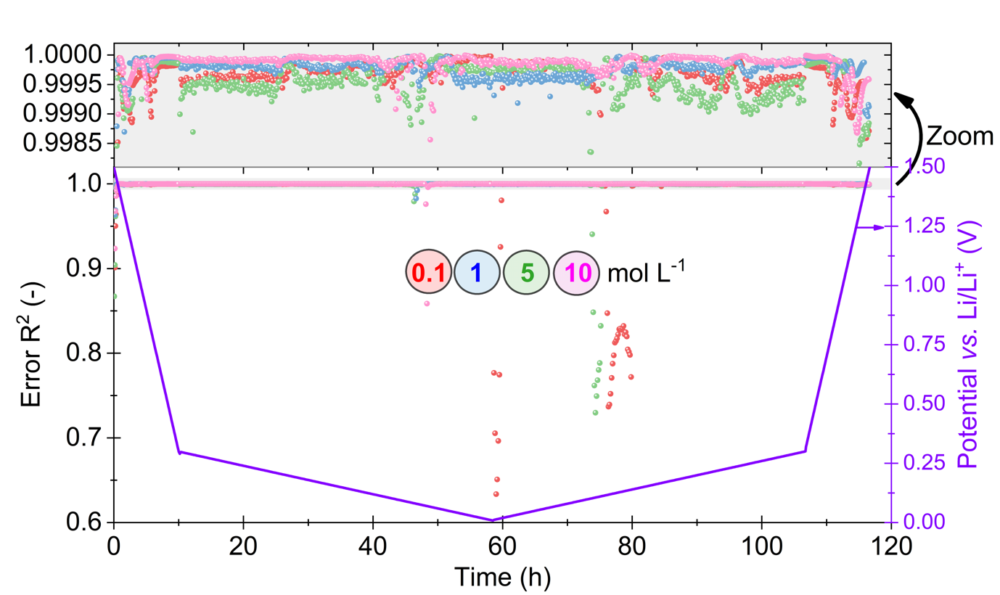 1.0000
0.9995
0.9990
0.9985
Zoom
1.0
0.9
0.8
0.7
0.6
Error R² (-)
0.1 1 5 10 mol L⁻¹
1.50
1.25
1.00
0.75
0.50
0.25
0.00
Potential vs. Li/Li⁺ (V)
0 20 40 60 80 100 120
Time (h)